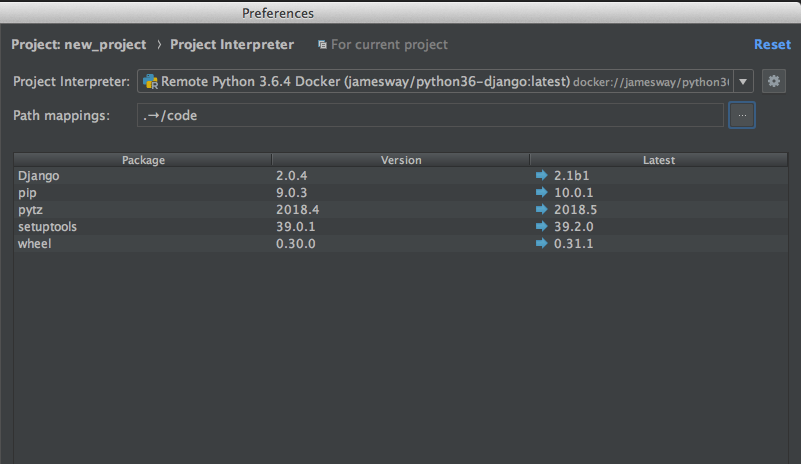 Preferences
Project: new_project › Project Interpreter For current project Reset
Project Interpreter: Remote Python 3.6.4 Docker (jamesway/python36-django:latest) docker://jamesway/python3
Path mappings: .→/code ...
Package Version Latest
Django 2.0.4 2.1b1
pip 9.0.3 10.0.1
pytz 2018.4 2018.5
setuptools 39.0.1 39.2.0
wheel 0.30.0 0.31.1